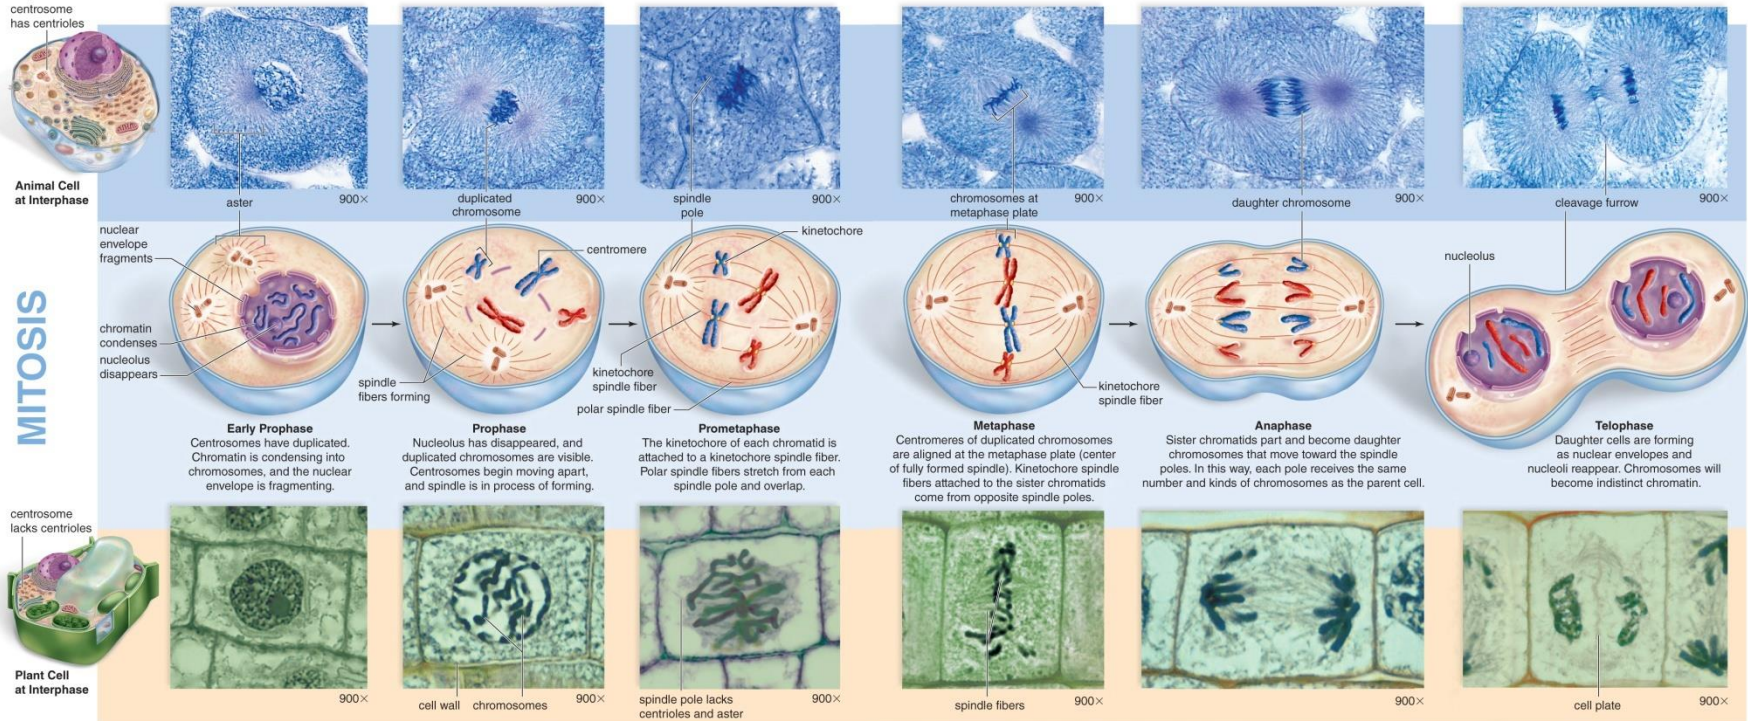 centrosome
has centrioles
Animal Cell
at Interphase
aster
900×
duplicated
chromosome
900×
spindle
pole
900×
chromosomes at
metaphase plate
900×
daughter chromosome
900×
cleavage furrow
900×
MITOSIS
nuclear
envelope
fragments
chromatin
condenses
nucleolus
disappears
centromere
spindle
fibers forming
kinetochore
kinetochore
spindle fiber
polar spindle fiber
kinetochore
spindle fiber
nucleolus
Early Prophase
Centrosomes have duplicated.
Chromatin is condensing into
chromosomes, and the nuclear
envelope is fragmenting.
Prophase
Nucleolus has disappeared, and
duplicated chromosomes are visible.
Centrosomes begin moving apart,
and spindle is in process of forming.
Prometaphase
The kinetochore of each chromatid is
attached to a kinetochore spindle fiber.
Polar spindle fibers stretch from each
spindle pole and overlap.
Metaphase
Centromeres of duplicated chromosomes
are aligned at the metaphase plate (center
of fully formed spindle). Kinetochore spindle
fibers attached to the sister chromatids
come from opposite spindle poles.
Anaphase
Sister chromatids part and become daughter
chromosomes that move toward the spindle
poles. In this way, each pole receives the same
number and kinds of chromosomes as the parent cell.
Telophase
Daughter cells are forming
as nuclear envelopes and
nucleoli reappear. Chromosomes will
become indistinct chromatin.
centrosome
lacks centrioles
Plant Cell
at Interphase
900×
cell wall
chromosomes
900×
spindle pole lacks
centrioles and aster
900×
spindle fibers
900×
900×
cell plate
900×